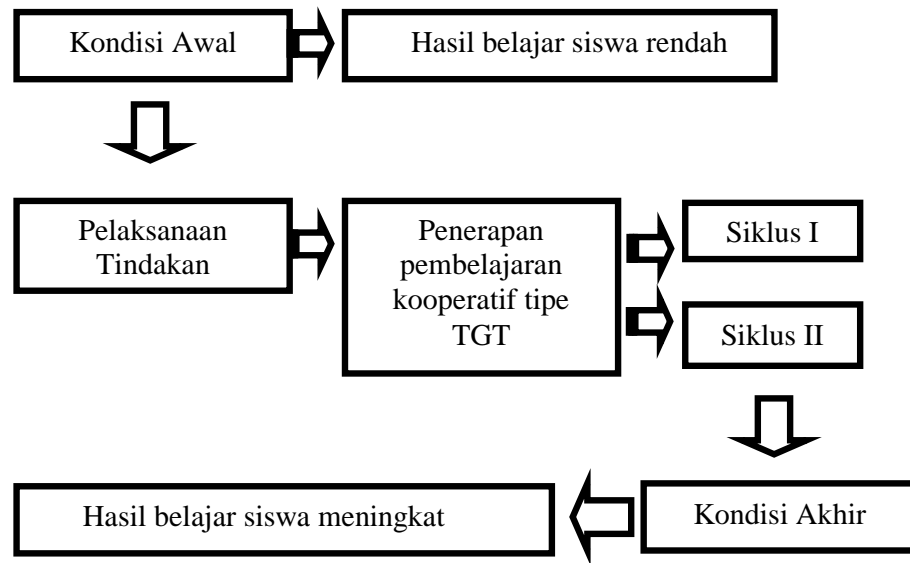 Kondisi Awal
Hasil belajar siswa rendah
Pelaksanaan
Tindakan
Penerapan
pembelajaran
kooperatif tipe
TGT
Siklus I
Siklus II
Hasil belajar siswa meningkat
Kondisi Akhir